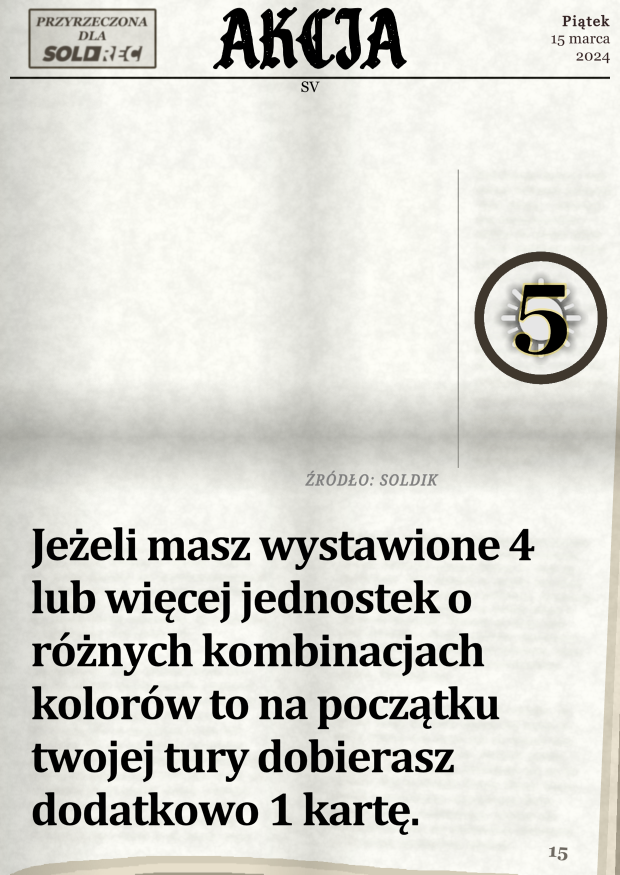 PRZYRZECZONA
DLA
SOLDREC
AKCJA
Piątek
15 marca
2024
SV
5
ŹRÓDŁO: SOLDIK
Jeżeli masz wystawione 4
lub więcej jednostek o
różnych kombinacjach
kolorów to na początku
twojej tury dobierasz
dodatkowo 1 kartę.
15